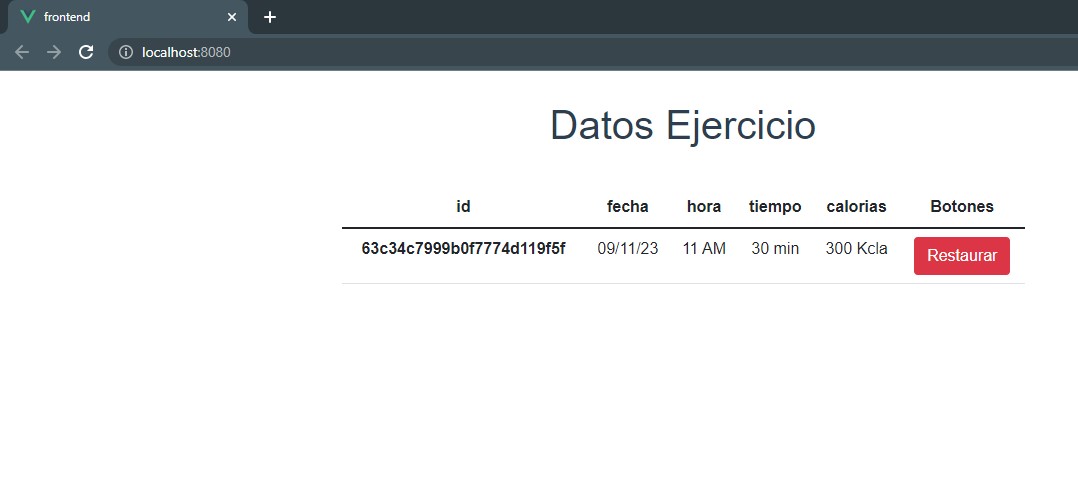 frontend
localhost:8080
Datos Ejercicio
id fecha hora tiempo calorias Botones
63c34c7999b0f7774d119f5f 09/11/23 11 AM 30 min 300 Kcla Restaurar